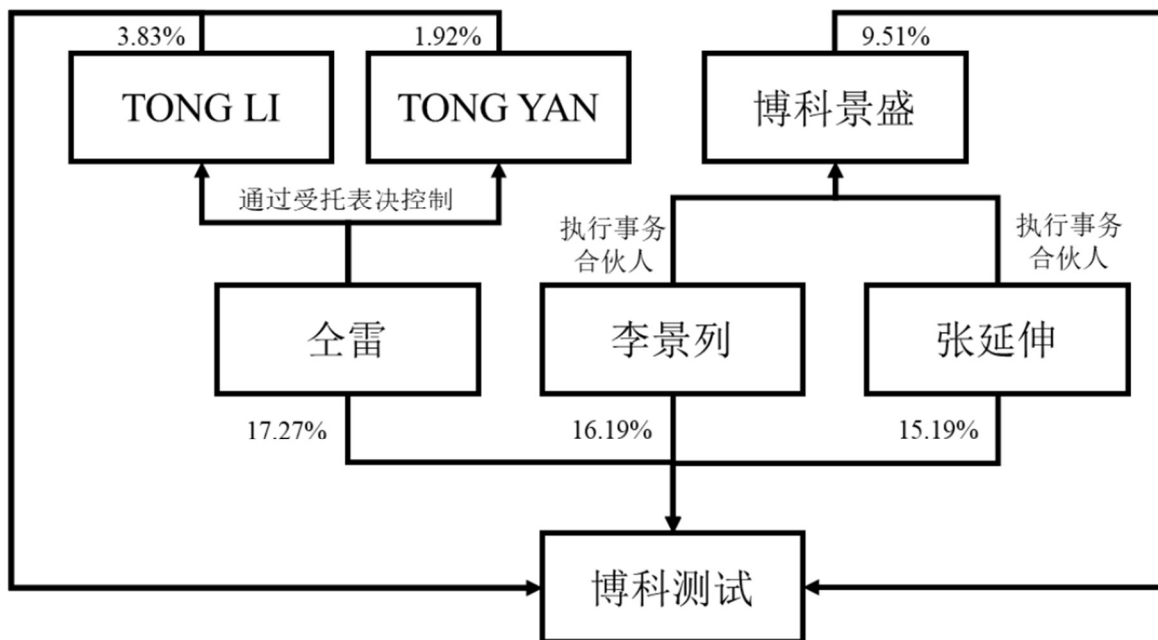 3.83%
1.92%
9.51%
TONG LI
TONG YAN
博科景盛
通过受托表决控制
执行事务
合伙人
执行事务
合伙人
仝雷
李景列
张延伸
17.27%
16.19%
15.19%
博科测试